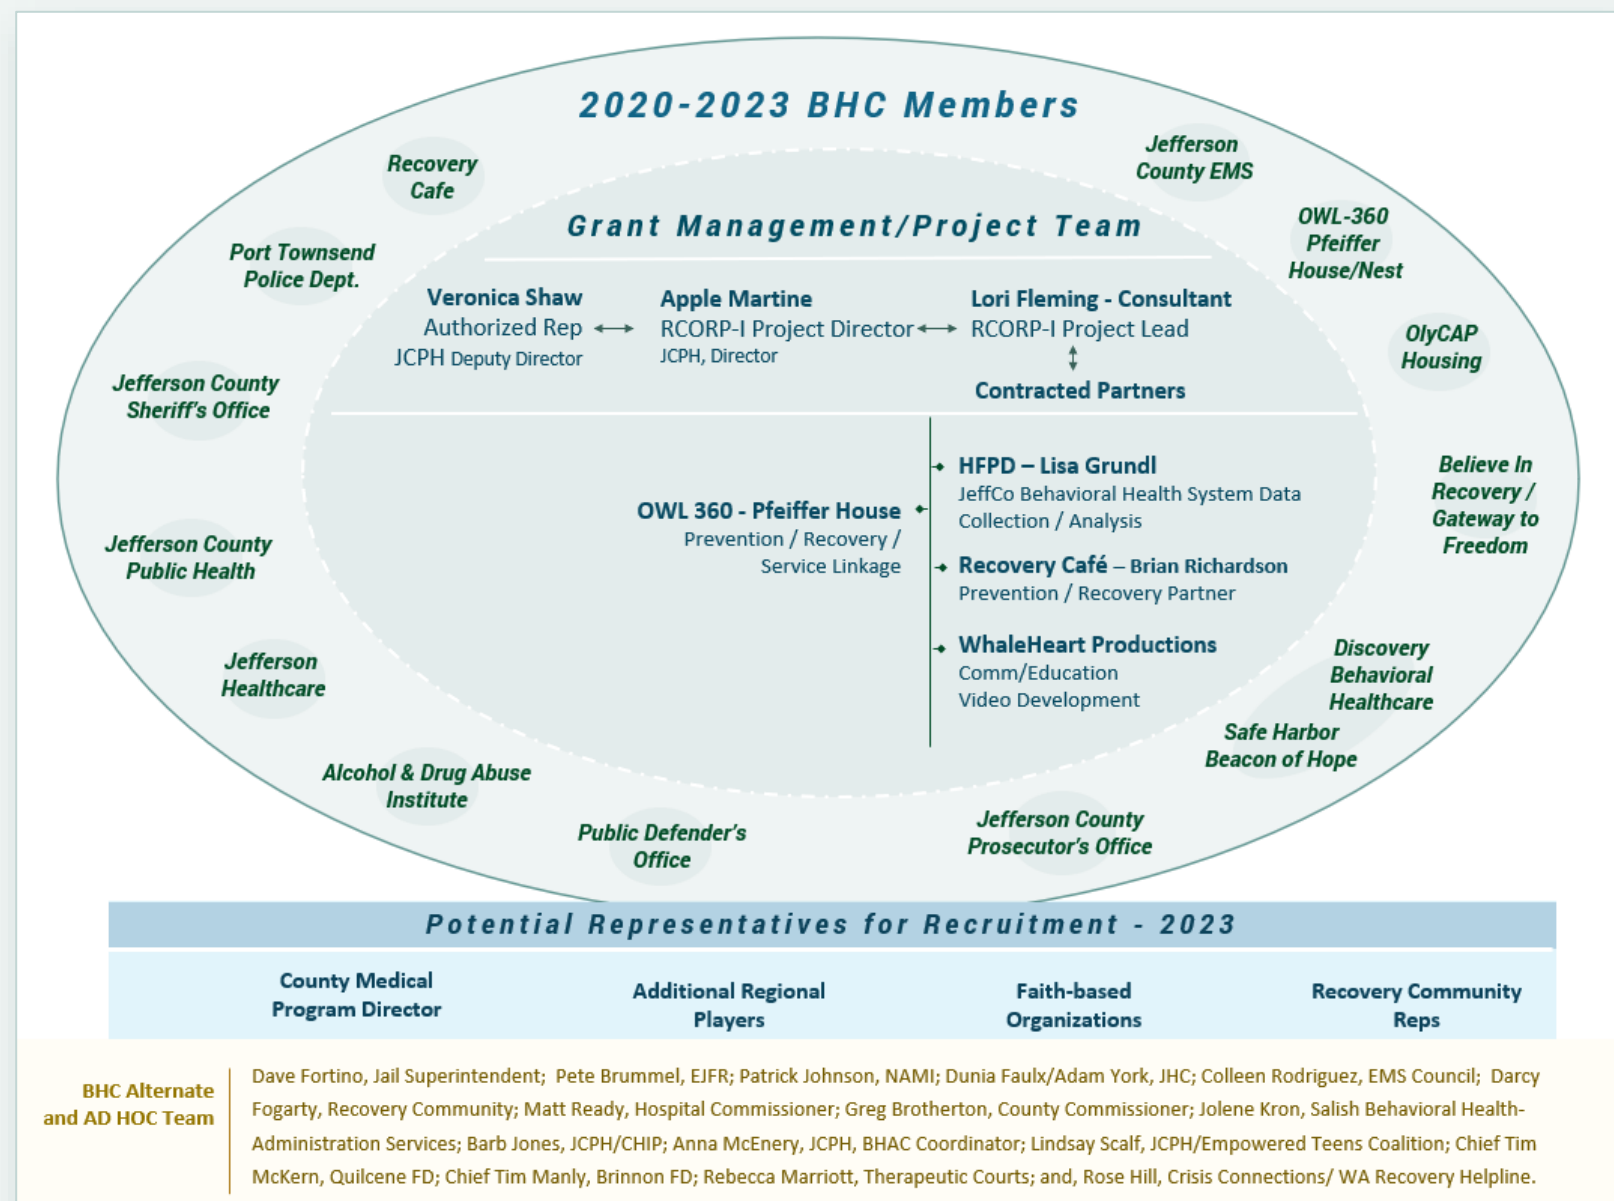 2020-2023 BHC Members
Recovery
Cafe
Port Townsend
Police Dept.
Jefferson County
Sheriff's Office
Jefferson County
Public Health
Jefferson
Healthcare
Alcohol & Drug Abuse
Institute
Public Defender's
Office
Jefferson County
Prosecutor's Office
Safe Harbor
Beacon of Hope
Discovery
Behavioral
Healthcare
Believe In
Recovery /
Gateway to
Freedom
OlyCAP
Housing
OWL-360
Pfeiffer
House/Nest
Jefferson
County EMS
Grant Management/Project Team
Veronica Shaw
Authorized Rep
JCPH Deputy Director
Apple Martine
RCORP-I Project Director
JCPH, Director
Lori Fleming - Consultant
RCORP-I Project Lead
Contracted Partners
OWL 360 - Pfeiffer House
Prevention / Recovery /
Service Linkage
HFPD – Lisa Grundl
JeffCo Behavioral Health System Data
Collection / Analysis
Recovery Café – Brian Richardson
Prevention / Recovery Partner
WhaleHeart Productions
Comm/Education
Video Development
Potential Representatives for Recruitment - 2023
County Medical
Program Director
Additional Regional
Players
Faith-based
Organizations
Recovery Community
Reps
BHC Alternate
and AD HOC Team
Dave Fortino, Jail Superintendent; Pete Brummel, EJFR; Patrick Johnson, NAMI; Dunia Faulx/Adam York, JHC; Colleen Rodriguez, EMS Council; Darcy
Fogarty, Recovery Community; Matt Ready, Hospital Commissioner; Greg Brotherton, County Commissioner; Jolene Kron, Salish Behavioral Health-
Administration Services; Barb Jones, JCPH/CHIP; Anna McEnery, JCPH, BHAC Coordinator; Lindsay Scalf, JCPH/Empowered Teens Coalition; Chief Tim
McKern, Quilcene FD; Chief Tim Manly, Brinnon FD; Rebecca Marriott, Therapeutic Courts; and, Rose Hill, Crisis Connections/ WA Recovery Helpline.